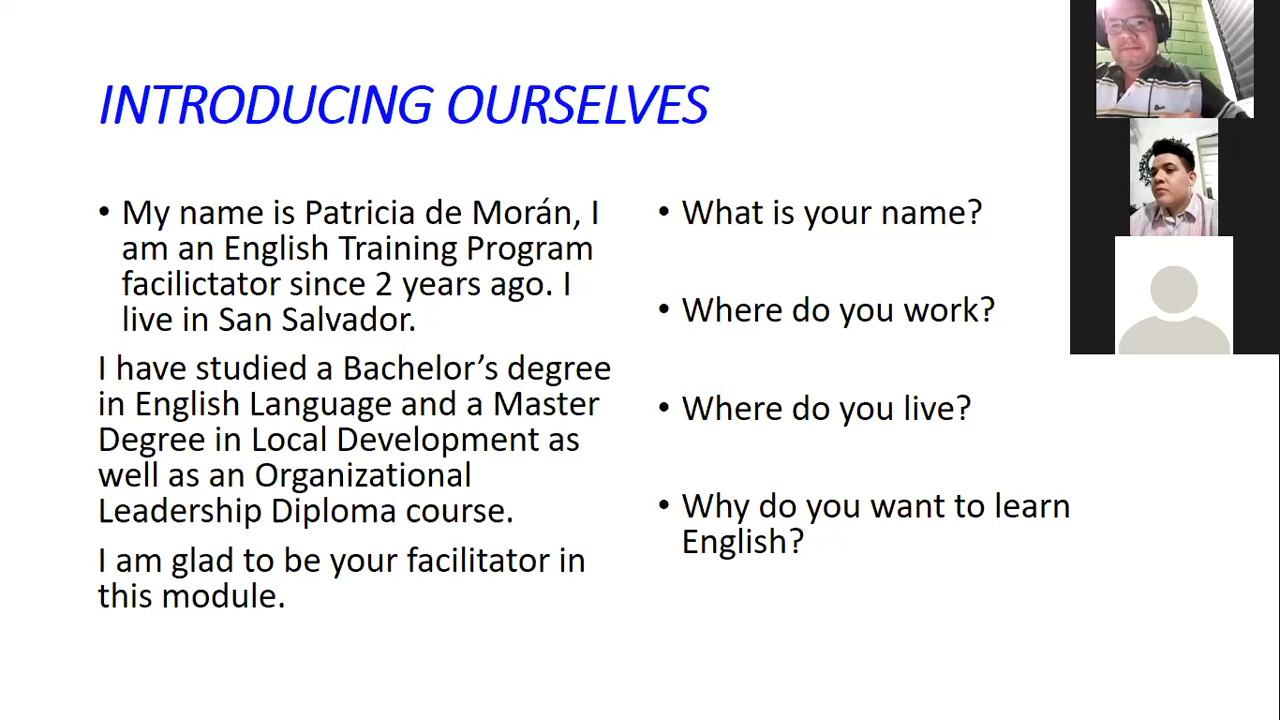 INTRODUCING OURSELVES
• My name is Patricia de Morán, I
am an English Training Program
facilictator since 2 years ago. I
live in San Salvador.
I have studied a Bachelor’s degree
in English Language and a Master
Degree in Local Development as
well as an Organizational
Leadership Diploma course.
I am glad to be your facilitator in
this module.
• What is your name?
• Where do you work?
• Where do you live?
• Why do you want to learn
English?